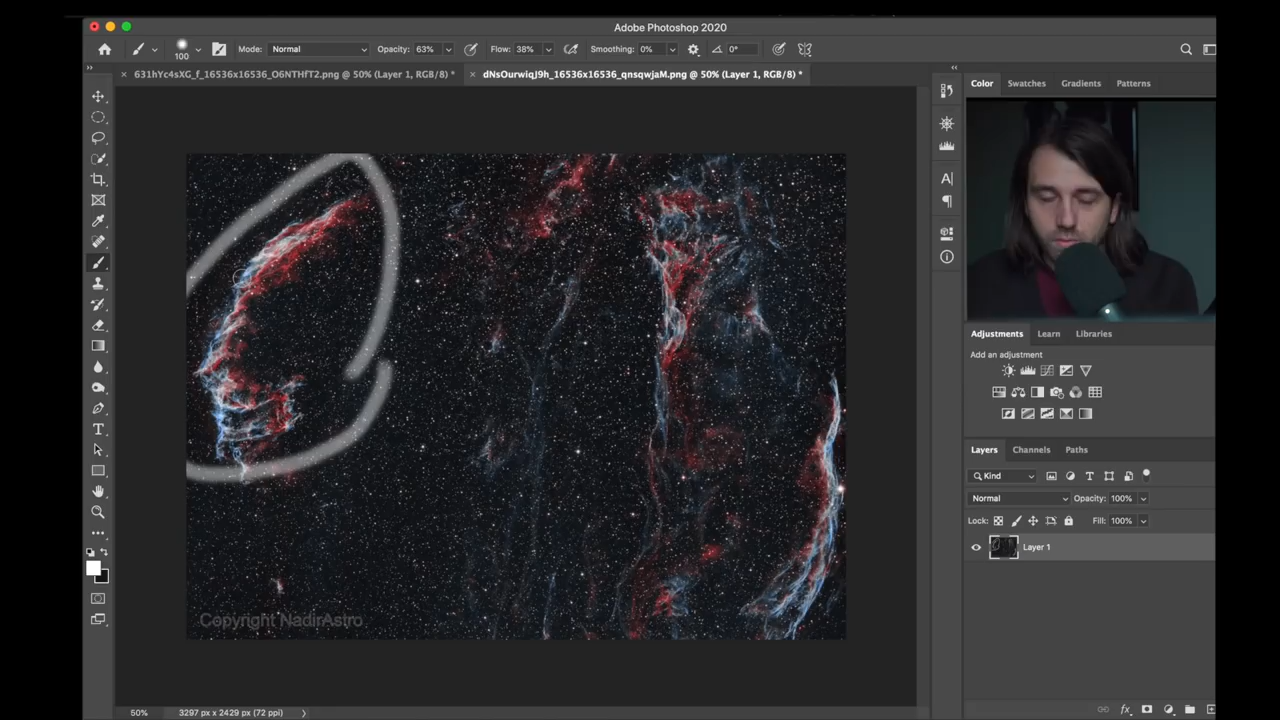 Adobe Photoshop 2020
100 Mode: Normal Opacity: 63% Flow: 38% Smoothing: 0% 0°
631hYc4sXG_f_16536x16536_O6NTHfT2.png @ 50% (Layer 1, RGB/8) *
dNsOurwiqJ9h_16536x16536_qnsqwjaM.png @ 50% (Layer 1, RGB/8) *
Color Swatches Gradients Patterns
Adjustments Learn Libraries
Add an adjustment
Layers Channels Paths
Kind
Normal Opacity: 100%
Lock: Fill: 100%
Layer 1
Copyright NadirAstro
50% 3297 px x 2429 px (72 ppi)